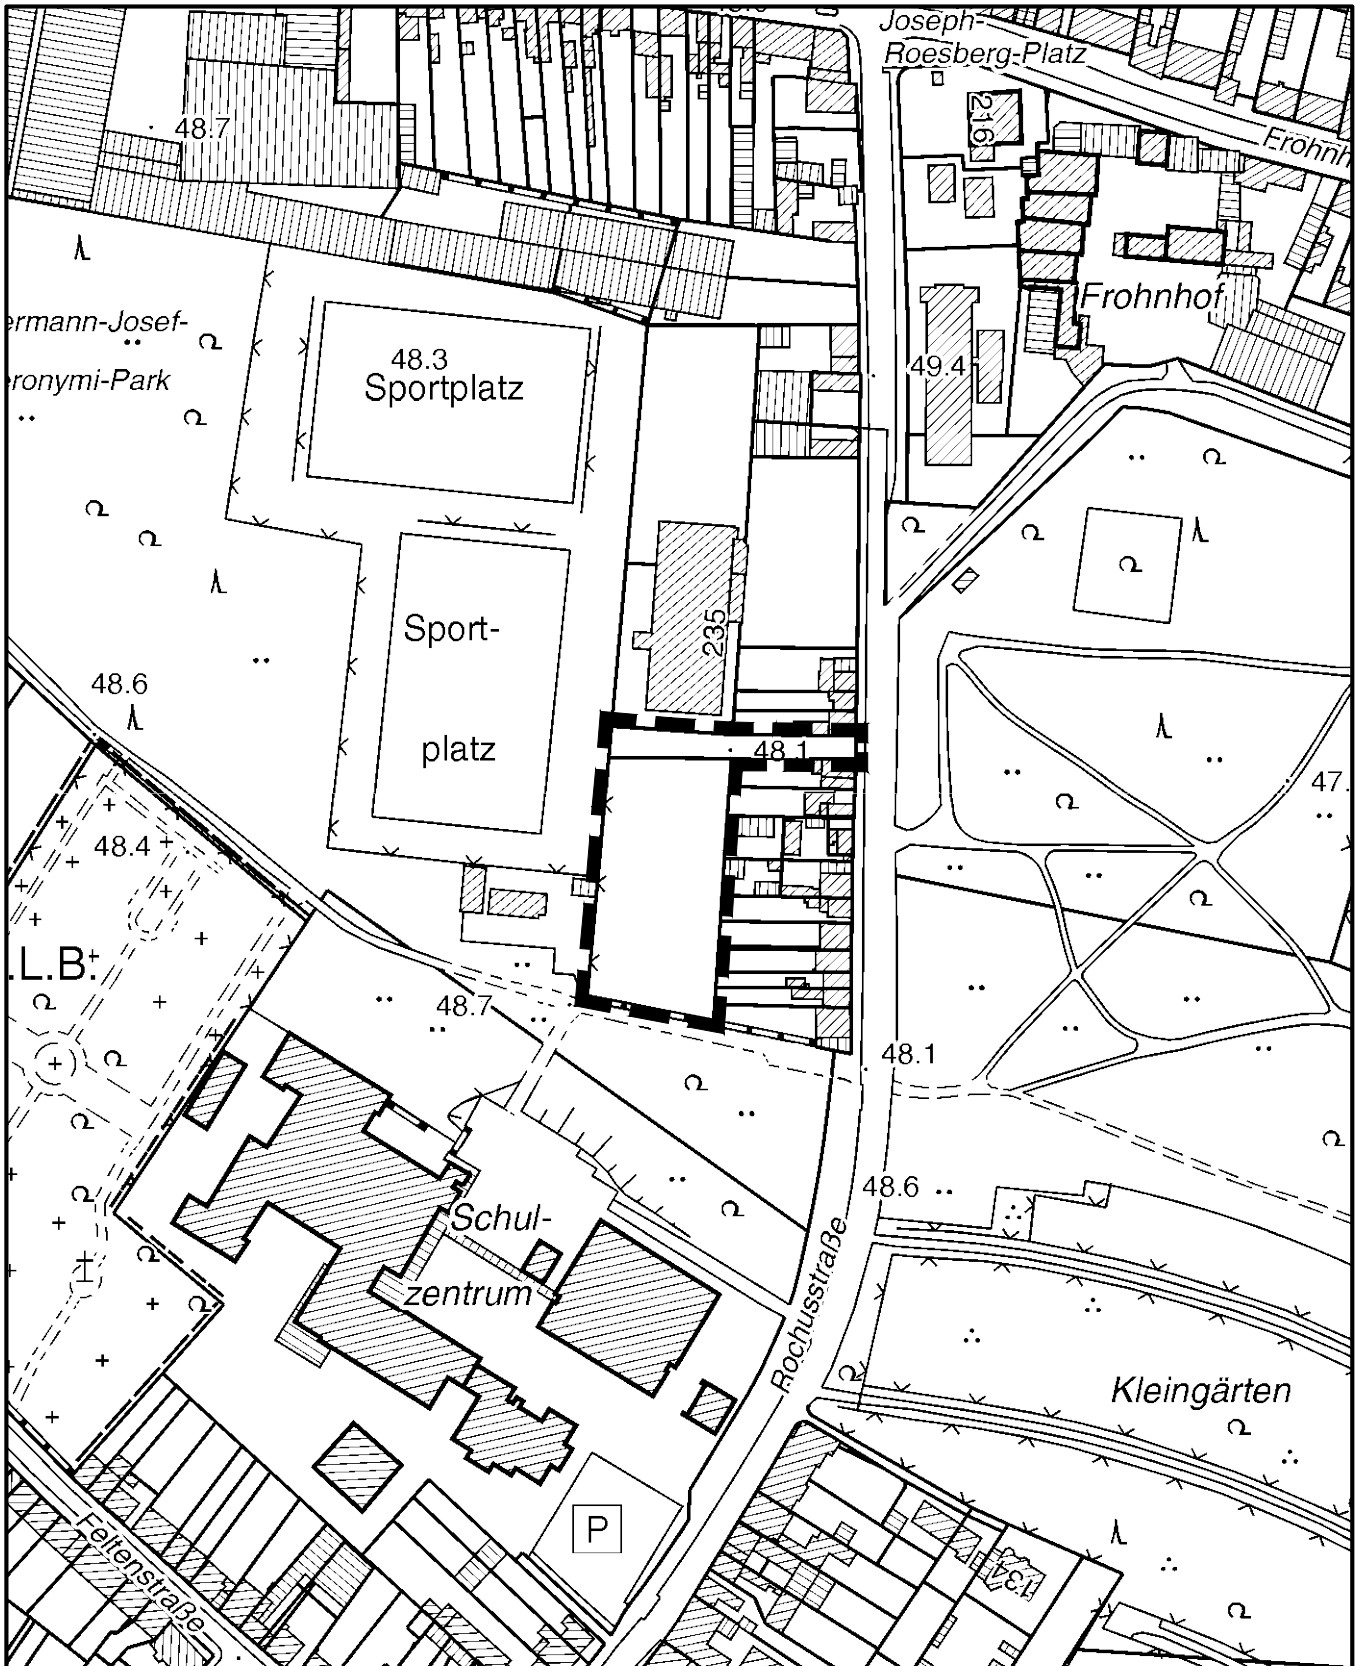 Joseph-
Roesberg-Platz
48.7
216
Frohnh
ermann-Josef-
eronymi-Park
48.3
Sportplatz
49.4
Frohnhof
Sport-
platz
235
48.6
48.1
47.
48.4
.L.B.
48.7
48.1
48.6
Schul-
zentrum
Rochusstraße
Kleingärten
P
Feltenstraße
134